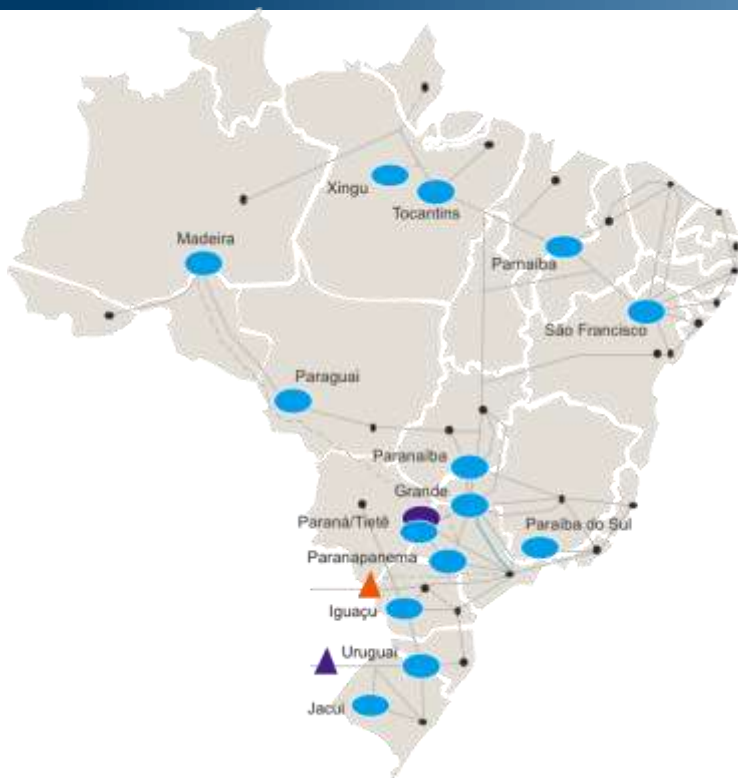 Xingu
Tocantins
Madeira
Parnaíba
São Francisco
Paraguai
Paranaíba
Grande
Paraná/Tietê
Paraíba do Sul
Paranapanema
Iguaçu
Uruguai
Jacuí